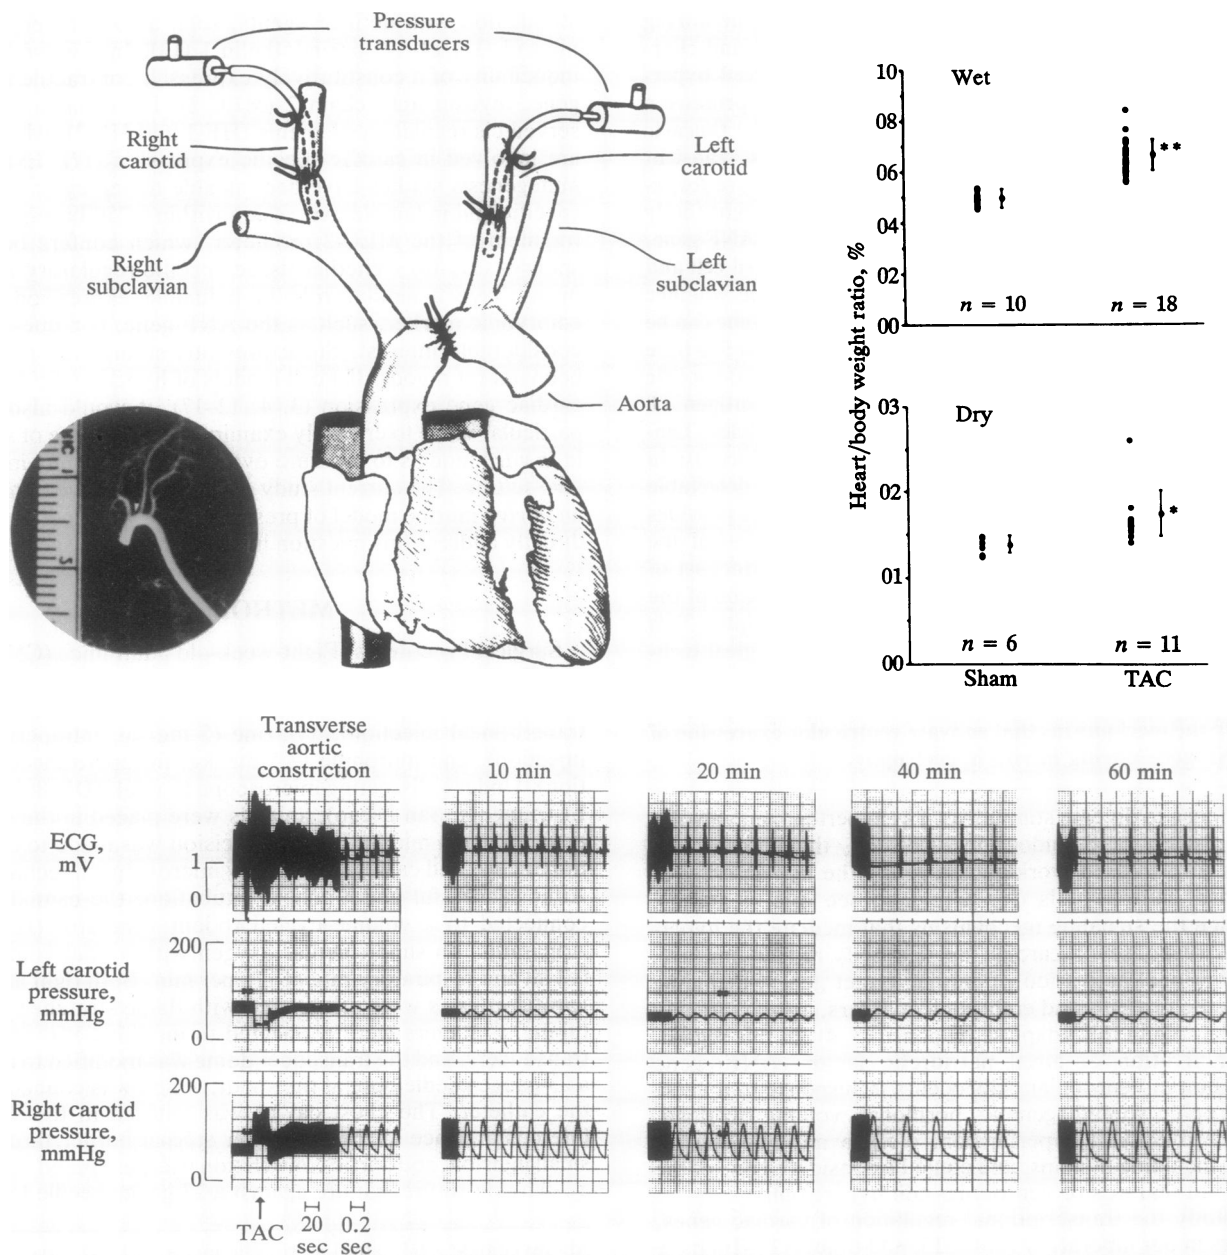 Pressure
transducers
Right
carotid
Left
carotid
Right
subclavian
Left
subclavian
Aorta
Heart/body weight ratio, %
10
08
06
04
02
00
Wet
**
n = 10
n = 18
03
02
01
00
Dry
*
n = 6
n = 11
Sham
TAC
Transverse
aortic
constriction
10 min
20 min
40 min
60 min
ECG,
mV
1
0
Left carotid
pressure,
mmHg
200
0
Right carotid
pressure,
mmHg
200
0
TAC
20
sec
0.2
sec